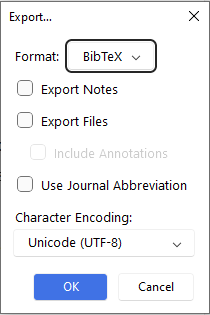 Export...
Format: BibTeX
Export Notes
Export Files
Include Annotations
Use Journal Abbreviation
Character Encoding:
Unicode (UTF-8)
OK Cancel